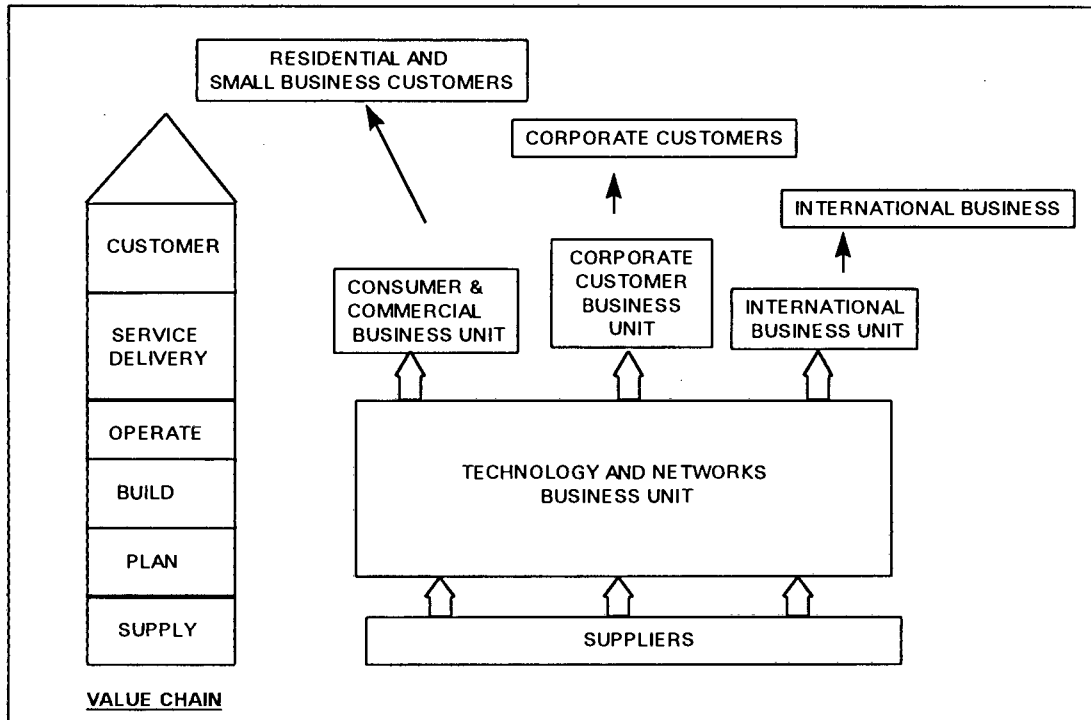 RESIDENTIAL AND
SMALL BUSINESS CUSTOMERS
CORPORATE CUSTOMERS
INTERNATIONAL BUSINESS
CUSTOMER
SERVICE
DELIVERY
OPERATE
BUILD
PLAN
SUPPLY
VALUE CHAIN
CONSUMER &
COMMERCIAL
BUSINESS UNIT
CORPORATE
CUSTOMER
BUSINESS
UNIT
INTERNATIONAL
BUSINESS UNIT
TECHNOLOGY AND NETWORKS
BUSINESS UNIT
SUPPLIERS